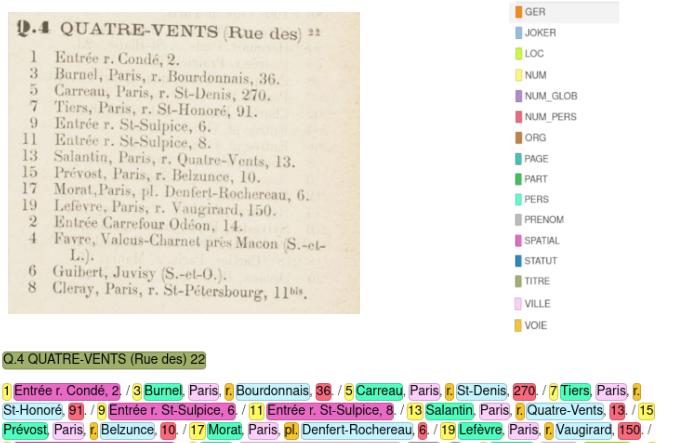 Q.4 QUATRE-VENTS (Rue des) 22
1 Entrée r. Condé, 2.
3 Burnel, Paris, r. Bourdonnais, 36.
5 Carreau, Paris, r. St-Denis, 270.
7 Tiers, Paris, r. St-Honoré, 91.
9 Entrée r. St-Sulpice, 6.
11 Entrée r. St-Sulpice, 8.
13 Salantin, Paris, r. Quatre-Vents, 13.
15 Prévost, Paris, r. Belzunce, 10.
17 Morat,Paris, pl. Denfert-Rochereau, 6.
19 Lefèvre, Paris, r. Vaugirard, 150.
2 Entrée Carrefour Odéon, 14.
4 Favre, Valcus-Charnet près Macon (S.-et-
L.).
6 Guibert, Juvisy (S.-et-O.).
8 Cleray, Paris, r. St-Pétersbourg, 11bis.
GER
JOKER
LOC
NUM
NUM_GLOB
NUM_PERS
ORG
PAGE
PART
PERS
PRENOM
SPATIAL
STATUT
TITRE
VILLE
VOIE
Q.4 QUATRE-VENTS (Rue des) 22
1 Entrée r. Condé, 2. / 3 Burnel, Paris, r. Bourdonnais, 36. / 5 Carreau, Paris, r. St-Denis, 270. / 7 Tiers, Paris, r.
St-Honoré, 91. / 9 Entrée r. St-Sulpice, 6. / 11 Entrée r. St-Sulpice, 8. / 13 Salantin, Paris, r. Quatre-Vents, 13. / 15
Prévost, Paris, r. Belzunce, 10. / 17 Morat, Paris, pl. Denfert-Rochereau, 6. / 19 Lefèvre, Paris, r. Vaugirard, 150. /